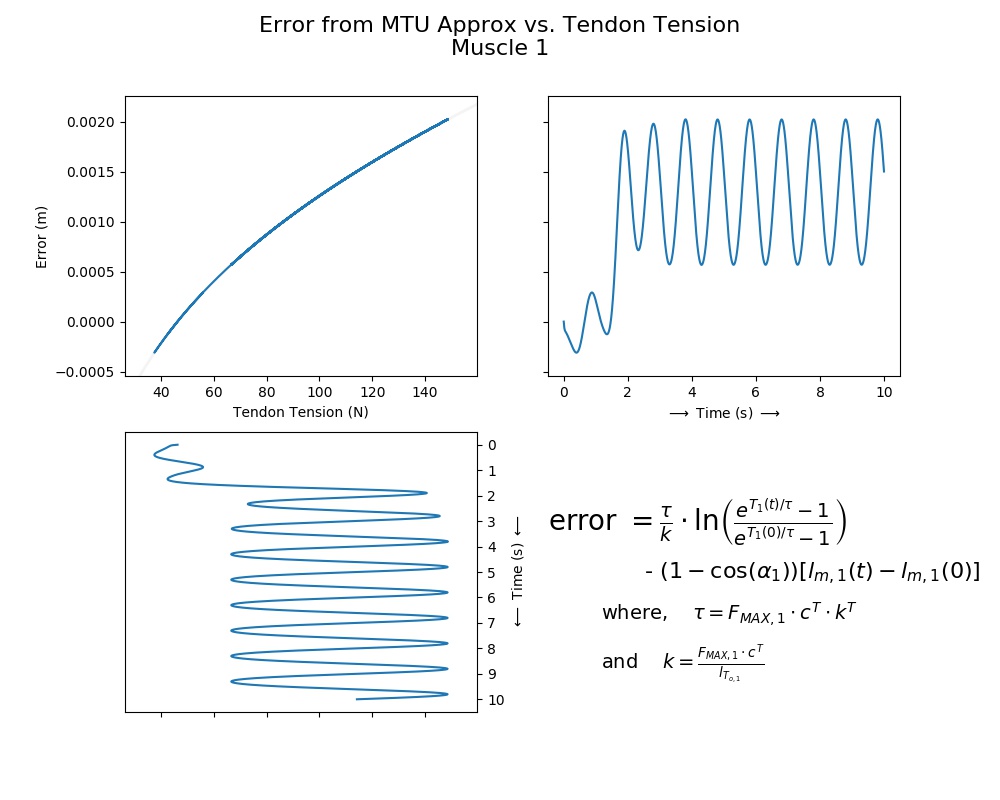 Error from MTU Approx vs. Tendon Tension
Muscle 1
Error (m)
0.0020
0.0015
0.0010
0.0005
0.0000
−0.0005
40 60 80 100 120 140
Tendon Tension (N)
0 2 4 6 8 10
⟶ Time (s) ⟶
0
1
2
3
4
5
6
7
8
9
10
⟵ Time (s) ⟵
error = τ/k · ln((e^{T₁(t)/τ} − 1)/(e^{T₁(0)/τ} − 1))
- (1 − cos(α₁))[l_{m,1}(t) − l_{m,1}(0)]
where, τ = F_{MAX,1} · c^T · k^T
and k = F_{MAX,1} · c^T / l_{T_{o,1}}